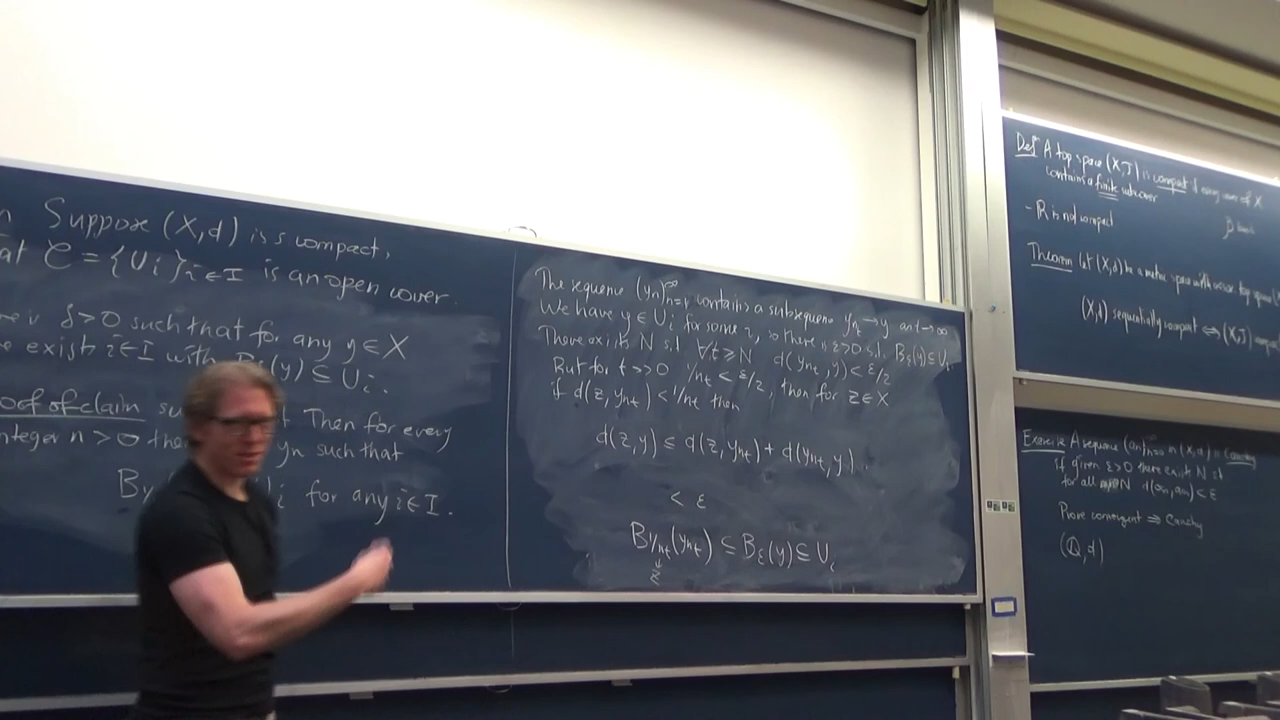 Suppose (X,d) is s compact,
at C = {Ui}i∈I is an open cover.
δ>0 such that for any y∈X
exists i∈I with (y) ⊆ Ui.
oof of claim Then for every
integer n > 0 yn such that
for any i∈I.
The sequence (yn)∞n=1 contains a subsequence ynt → y as t→∞
We have y∈Ui for some i, so there is ε>0 s.t. Bε(y)⊆Ui
There exists N s.t. ∀t≥N d(ynt, y) < ε/2
But for t>>0 1/nt < ε/2, then for z∈X
if d(z, ynt) < 1/nt then
d(z,y) ≤ d(z,ynt) + d(ynt,y).
< ε
B1/nt(ynt) ⊆ Bε(y) ⊆ Ui
z
Def A top space (X,J) is compact if every cover of X
contains a finite subcover
- R is not compact
Theorem Let (X,d) be a metric space with
(X,d) sequentially compact ⇔ (X,J)
Exercise A sequence (an)∞n=0 in (X,d) is Cauchy
if given ε>0 there exists N s.t.
for all N d(an,am)<ε
Prove convergent ⇒ Cauchy
(Q,d)